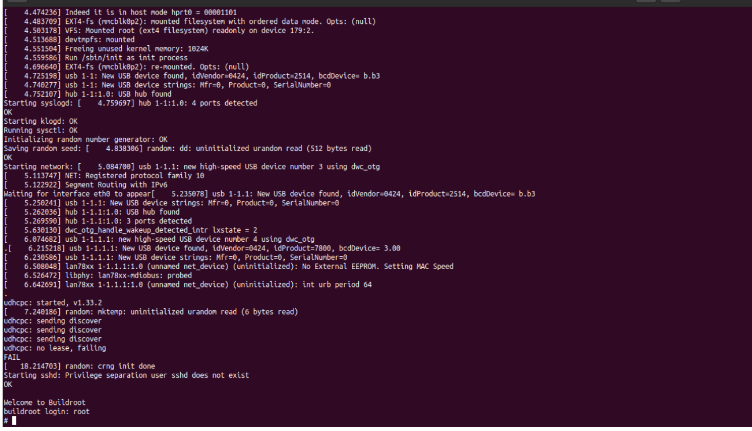 [    4.474236] Indeed it is in host mode hprt0 = 00001101
[    4.483709] EXT4-fs (mmcblk0p2): mounted filesystem with ordered data mode. Opts: (null)
[    4.503178] VFS: Mounted root (ext4 filesystem) readonly on device 179:2.
[    4.513688] devtmpfs: mounted
[    4.551504] Freeing unused kernel memory: 1024K
[    4.559586] Run /sbin/init as init process
[    4.696640] EXT4-fs (mmcblk0p2): re-mounted. Opts: (null)
[    4.725198] usb 1-1: New USB device found, idVendor=0424, idProduct=2514, bcdDevice= b.b3
[    4.740277] usb 1-1: New USB device strings: Mfr=0, Product=0, SerialNumber=0
[    4.752107] hub 1-1:1.0: USB hub found
Starting syslogd: [    4.759697] hub 1-1:1.0: 4 ports detected
OK
Starting klogd: OK
Running sysctl: OK
Initializing random number generator: OK
Saving random seed: [    4.838306] random: dd: uninitialized urandom read (512 bytes read)
OK
Starting network: [    5.084700] usb 1-1.1: new high-speed USB device number 3 using dwc_otg
[    5.113747] NET: Registered protocol family 10
[    5.122922] Segment Routing with IPv6
Waiting for interface eth0 to appear[    5.235078] usb 1-1.1: New USB device found, idVendor=0424, idProduct=2514, bcdDevice= b.b3
[    5.250241] usb 1-1.1: New USB device strings: Mfr=0, Product=0, SerialNumber=0
[    5.262036] hub 1-1.1:1.0: USB hub found
[    5.269590] hub 1-1.1:1.0: 3 ports detected
[    5.630130] dwc_otg_handle_wakeup_detected_intr lxstate = 2
[    6.074682] usb 1-1.1.1: new high-speed USB device number 4 using dwc_otg
.[    6.215218] usb 1-1.1.1: New USB device found, idVendor=0424, idProduct=7800, bcdDevice= 3.00
[    6.230586] usb 1-1.1.1: New USB device strings: Mfr=0, Product=0, SerialNumber=0
[    6.508048] lan78xx 1-1.1.1:1.0 (unnamed net_device) (uninitialized): No External EEPROM. Setting MAC Speed
[    6.526472] libphy: lan78xx-mdiobus: probed
[    6.642691] lan78xx 1-1.1.1:1.0 (unnamed net_device) (uninitialized): int urb period 64
.
udhcpc: started, v1.33.2
[    7.240186] random: mktemp: uninitialized urandom read (6 bytes read)
udhcpc: sending discover
udhcpc: sending discover
udhcpc: sending discover
udhcpc: no lease, failing
FAIL
[   18.214703] random: crng init done
Starting sshd: Privilege separation user sshd does not exist
OK

Welcome to Buildroot
buildroot login: root
#